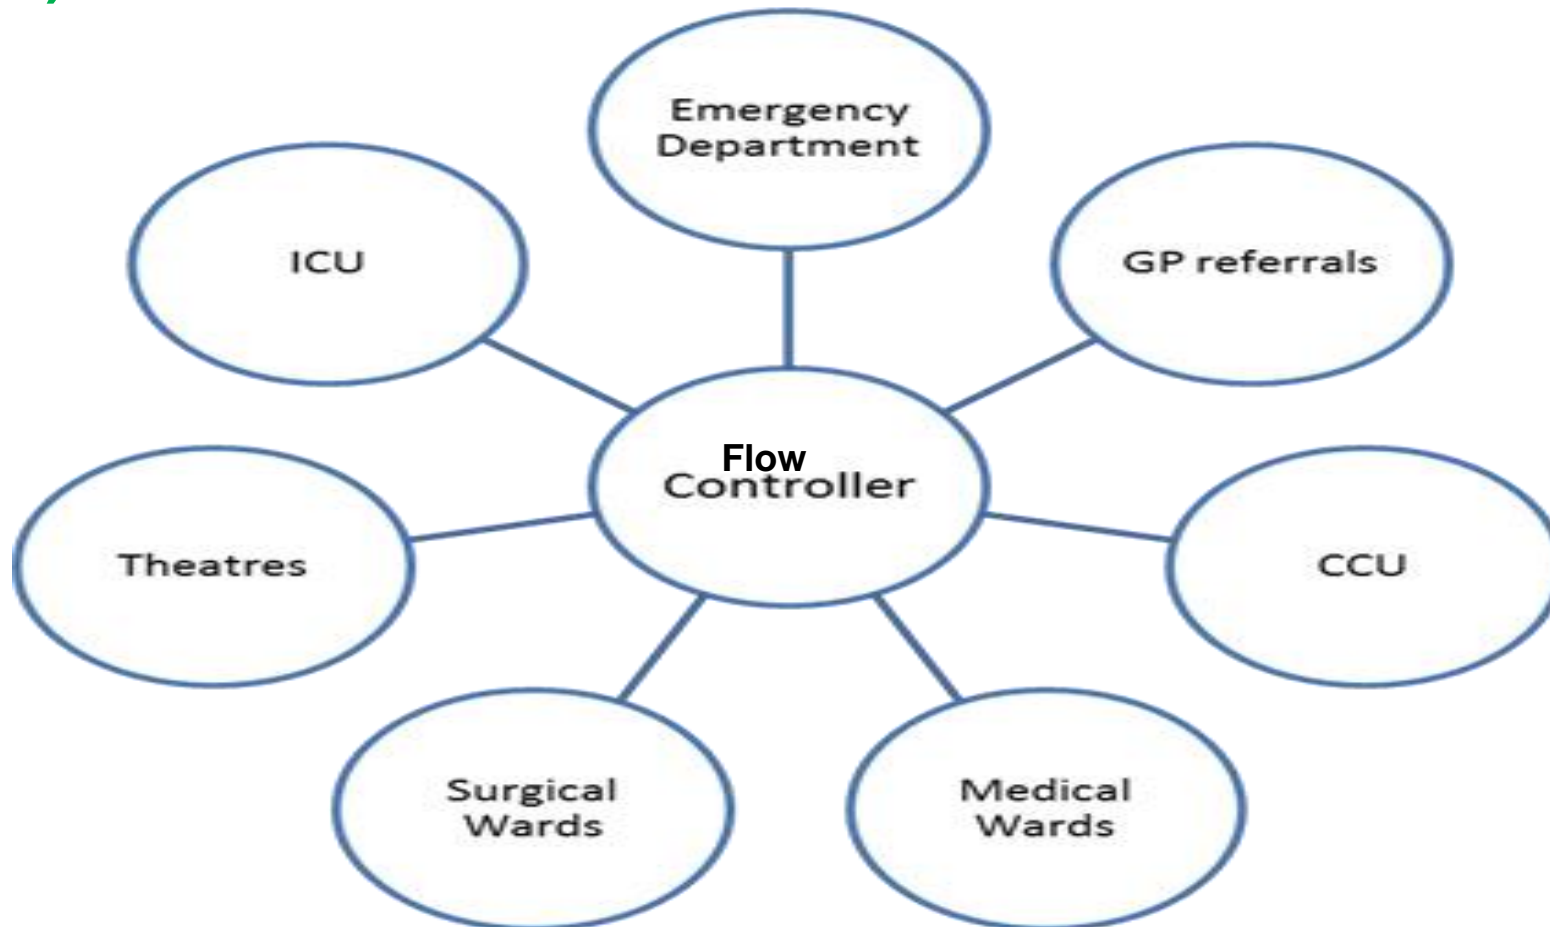 Emergency
Department
ICU
GP referrals
Flow
Controller
Theatres
CCU
Surgical
Wards
Medical
Wards